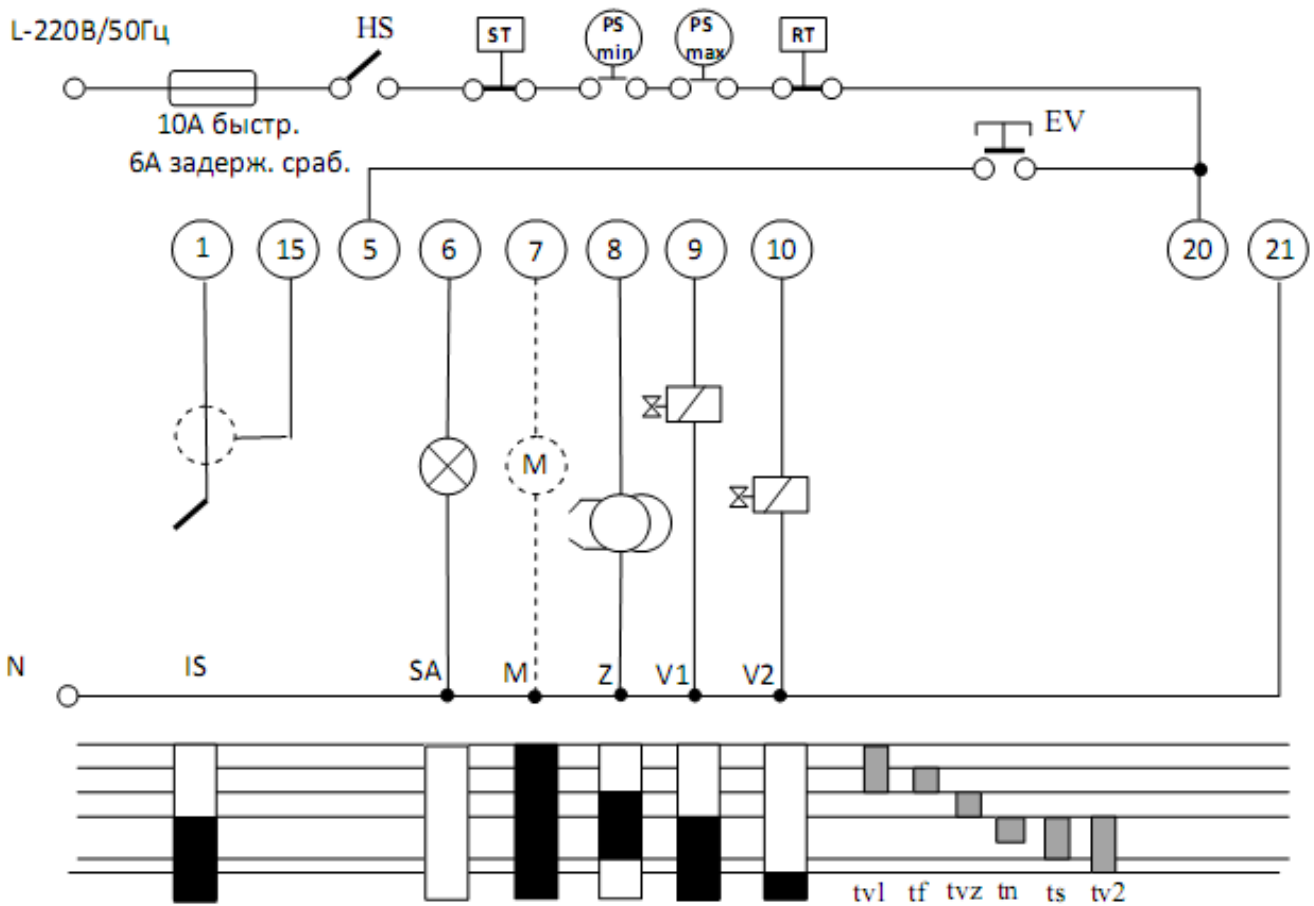 L-220В/50Гц
HS
ST
PS
min
PS
max
RT
10А быстр.
6А задерж. сраб.
EV
1
15
5
6
7
8
9
10
20
21
M
N
IS
SA
M
Z
V1
V2
tvl
tf
tvz
tn
ts
tv2